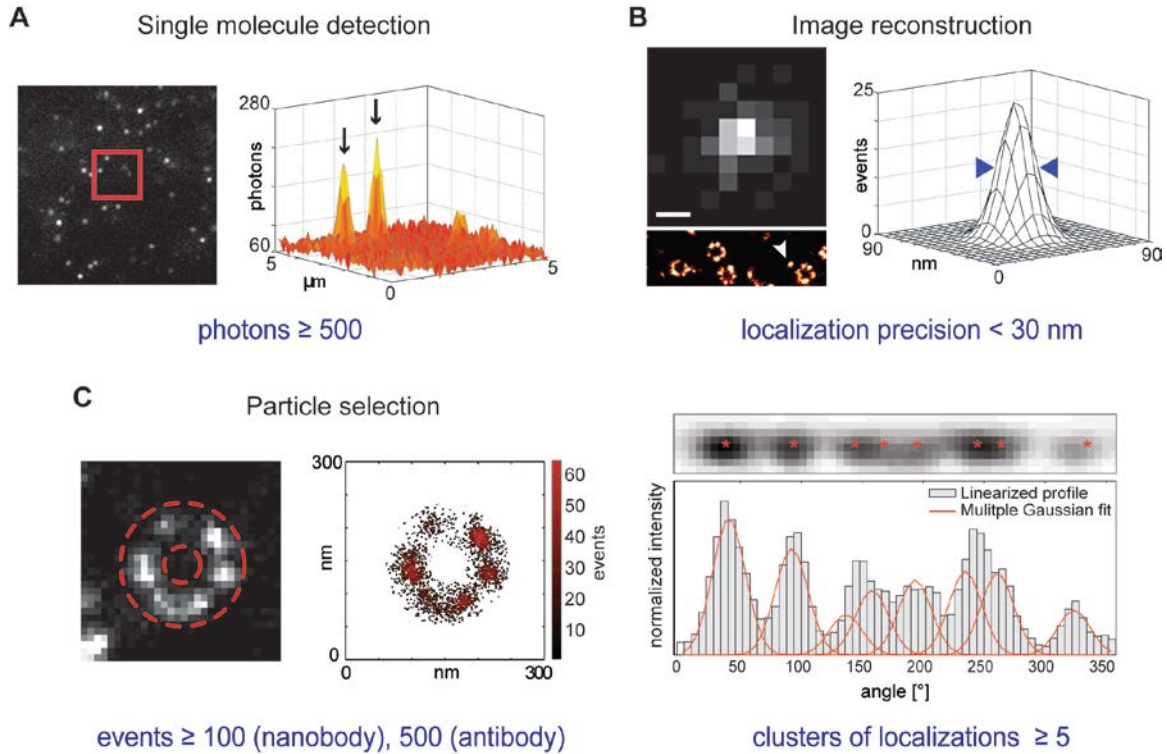 A
Single molecule detection
280
photons
60
5
µm
0
5
photons ≥ 500
B
Image reconstruction
25
events
0
90
nm
0
90
localization precision < 30 nm
C
Particle selection
300
nm
0
0
nm
300
60
50
40
30
20
10
events
events ≥ 100 (nanobody), 500 (antibody)
* * * * * * * *
normalized intensity
Linearized profile
Mulitple Gaussian fit
0 50 100 150 200 250 300 350
angle [°]
clusters of localizations ≥ 5